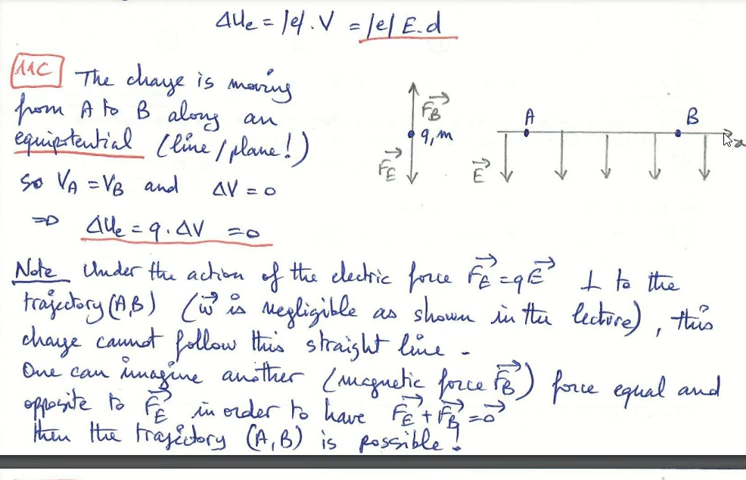 ΔUe = |e|.V = |e|E.d
11C The charge is moving
from A to B along an
equipotential (line/plane!)
so VA = VB and ΔV = 0
=> ΔUe = q.ΔV = 0
FB
q,m
FE
A
B
x
E
Note Under the action of the electric force FE = qE ⊥ to the
trajectory (A,B) (w is negligible as shown in the lecture), this
charge cannot follow this straight line.
One can imagine another (magnetic force FB) force equal and
opposite to FE in order to have FE + FB = 0
then the trajectory (A,B) is possible!